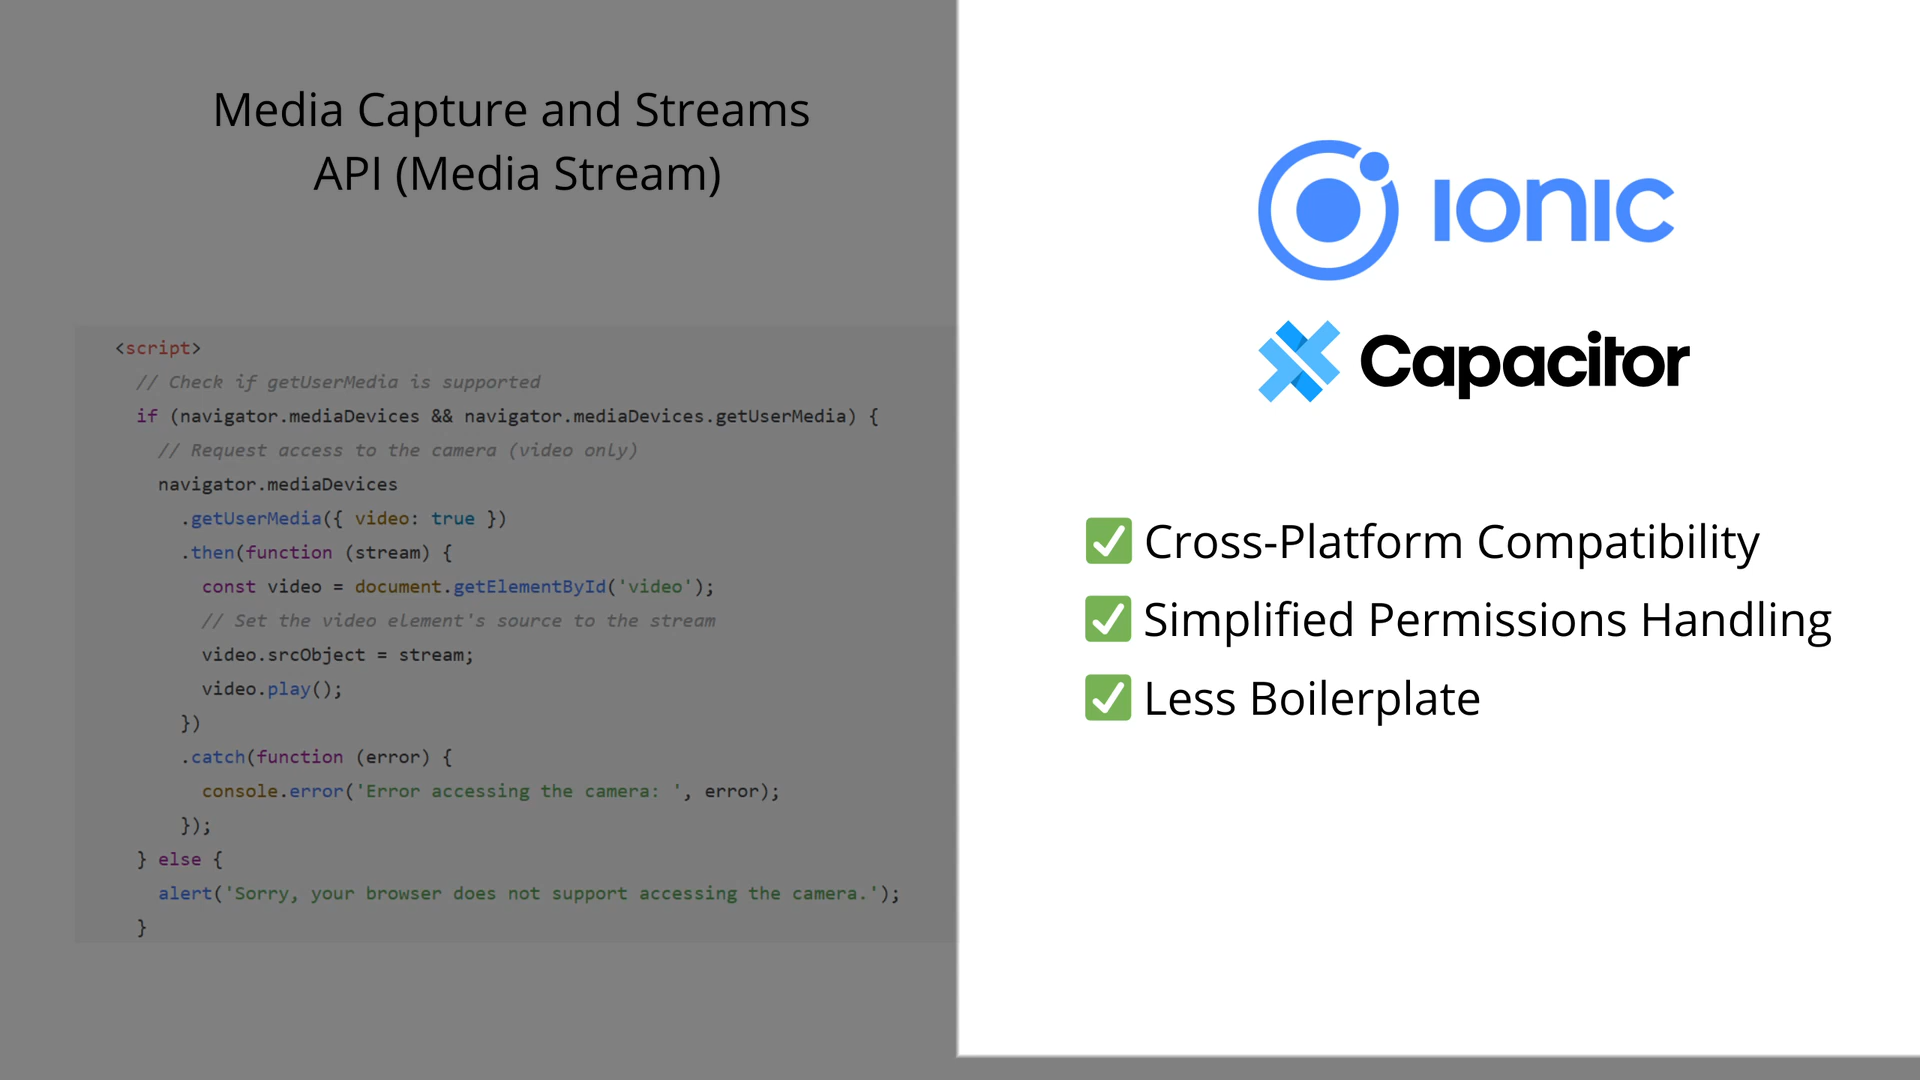 Media Capture and Streams
API (Media Stream)
<script>
// Check if getUserMedia is supported
if (navigator.mediaDevices && navigator.mediaDevices.getUserMedia) {
// Request access to the camera (video only)
navigator.mediaDevices
.getUserMedia({ video: true })
.then(function (stream) {
const video = document.getElementById('video');
// Set the video element's source to the stream
video.srcObject = stream;
video.play();
})
.catch(function (error) {
console.error('Error accessing the camera: ', error);
});
} else {
alert('Sorry, your browser does not support accessing the camera.');
}
ionic
Capacitor
✅ Cross-Platform Compatibility
✅ Simplified Permissions Handling
✅ Less Boilerplate